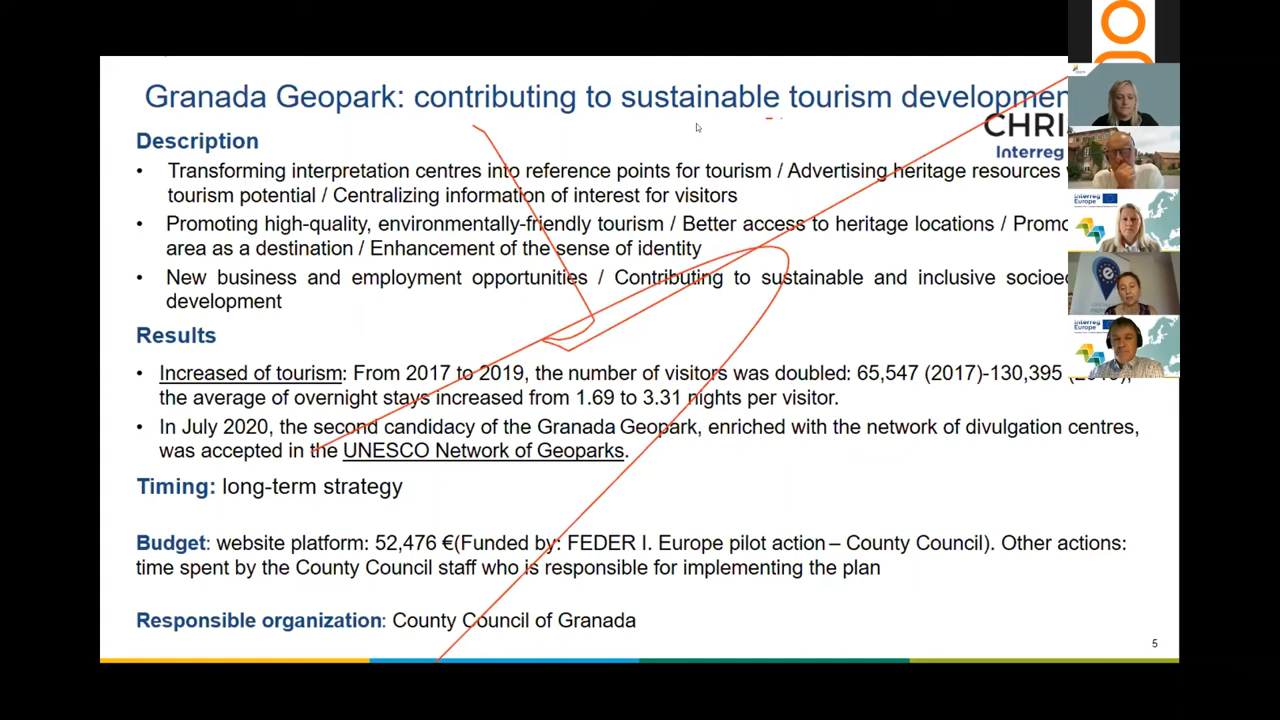 Granada Geopark: contributing to sustainable tourism developmen
CHRI
Interreg
Description
• Transforming interpretation centres into reference points for tourism / Advertising heritage resources
tourism potential / Centralizing information of interest for visitors
• Promoting high-quality, environmentally-friendly tourism / Better access to heritage locations / Promo
area as a destination / Enhancement of the sense of identity
• New business and employment opportunities / Contributing to sustainable and inclusive socioec
development
Results
• Increased of tourism: From 2017 to 2019, the number of visitors was doubled: 65,547 (2017)-130,395
the average of overnight stays increased from 1.69 to 3.31 nights per visitor.
• In July 2020, the second candidacy of the Granada Geopark, enriched with the network of divulgation centres,
was accepted in the UNESCO Network of Geoparks.
Timing: long-term strategy
Budget: website platform: 52,476 €(Funded by: FEDER I. Europe pilot action – County Council). Other actions:
time spent by the County Council staff who is responsible for implementing the plan
Responsible organization: County Council of Granada
5
Interreg
Europe
Interreg
Europe